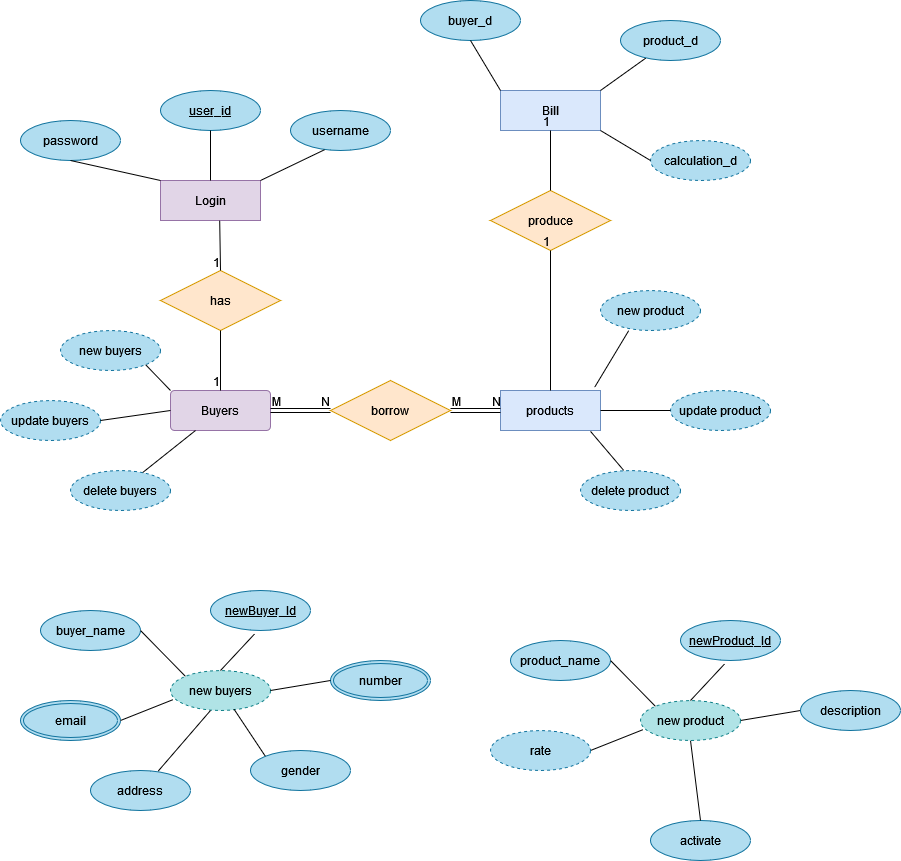 buyer_d
product_d
Bill
1
user_id
username
password
calculation_d
Login
produce
1
1
has
new product
new buyers
1
Buyers
M
N
borrow
M
N
products
update product
update buyers
delete buyers
delete product
newBuyer_Id
buyer_name
newProduct_Id
product_name
number
new buyers
email
description
new product
rate
gender
address
activate